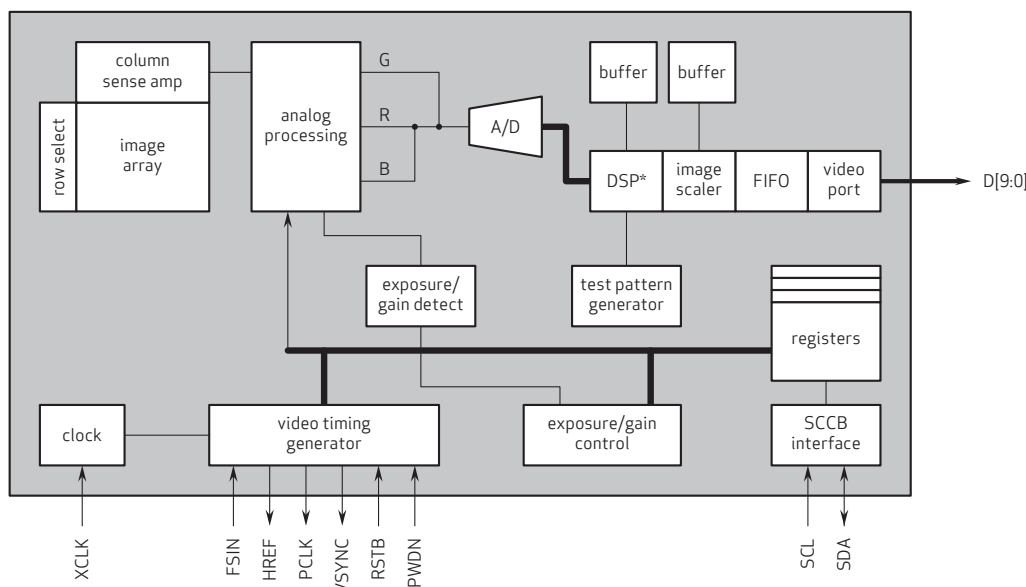 column
sense amp
row select
image
array
analog
processing
G
R
B
A/D
buffer
buffer
DSP*
image
scaler
FIFO
video
port
D[9:0]
exposure/
gain detect
test pattern
generator
registers
clock
video timing
generator
exposure/gain
control
SCCB
interface
XCLK
FSIN
HREF
PCLK
VSYNC
RSTB
PWDN
SCL
SDA